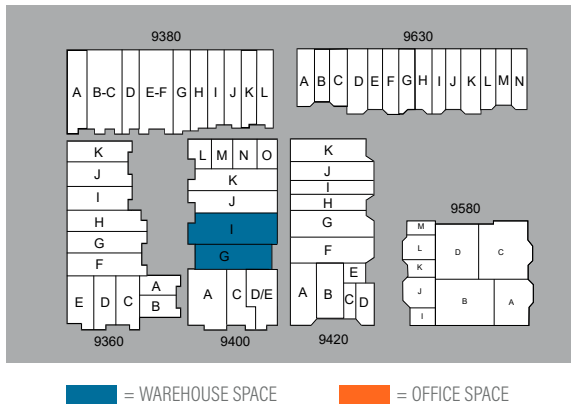 9380
9630
A B-C D E-F G H I J K L
A B C D E F G H I J K L M N
K
J
I
H
G
F
E D C
A
B
9360
L M N O
K
J
I
G
A C D/E
9400
K
J
I
H
G
F
E
A B C D
9420
9580
M
L
K
J
I
D C
B A
= WAREHOUSE SPACE
= OFFICE SPACE